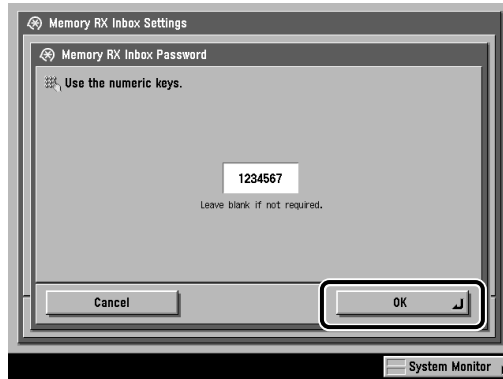 Memory RX Inbox Settings
Memory RX Inbox Password
Use the numeric keys.
1234567
Leave blank if not required.
Cancel
OK
System Monitor